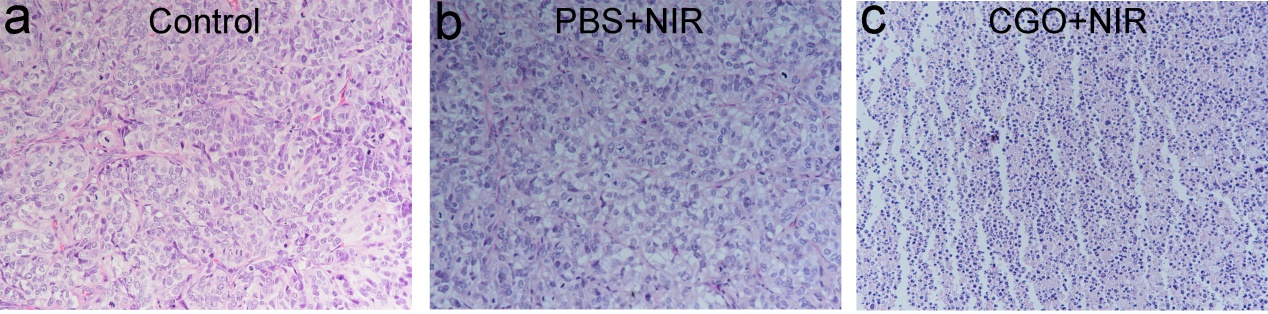 a Control
b PBS+NIR
c CGO+NIR